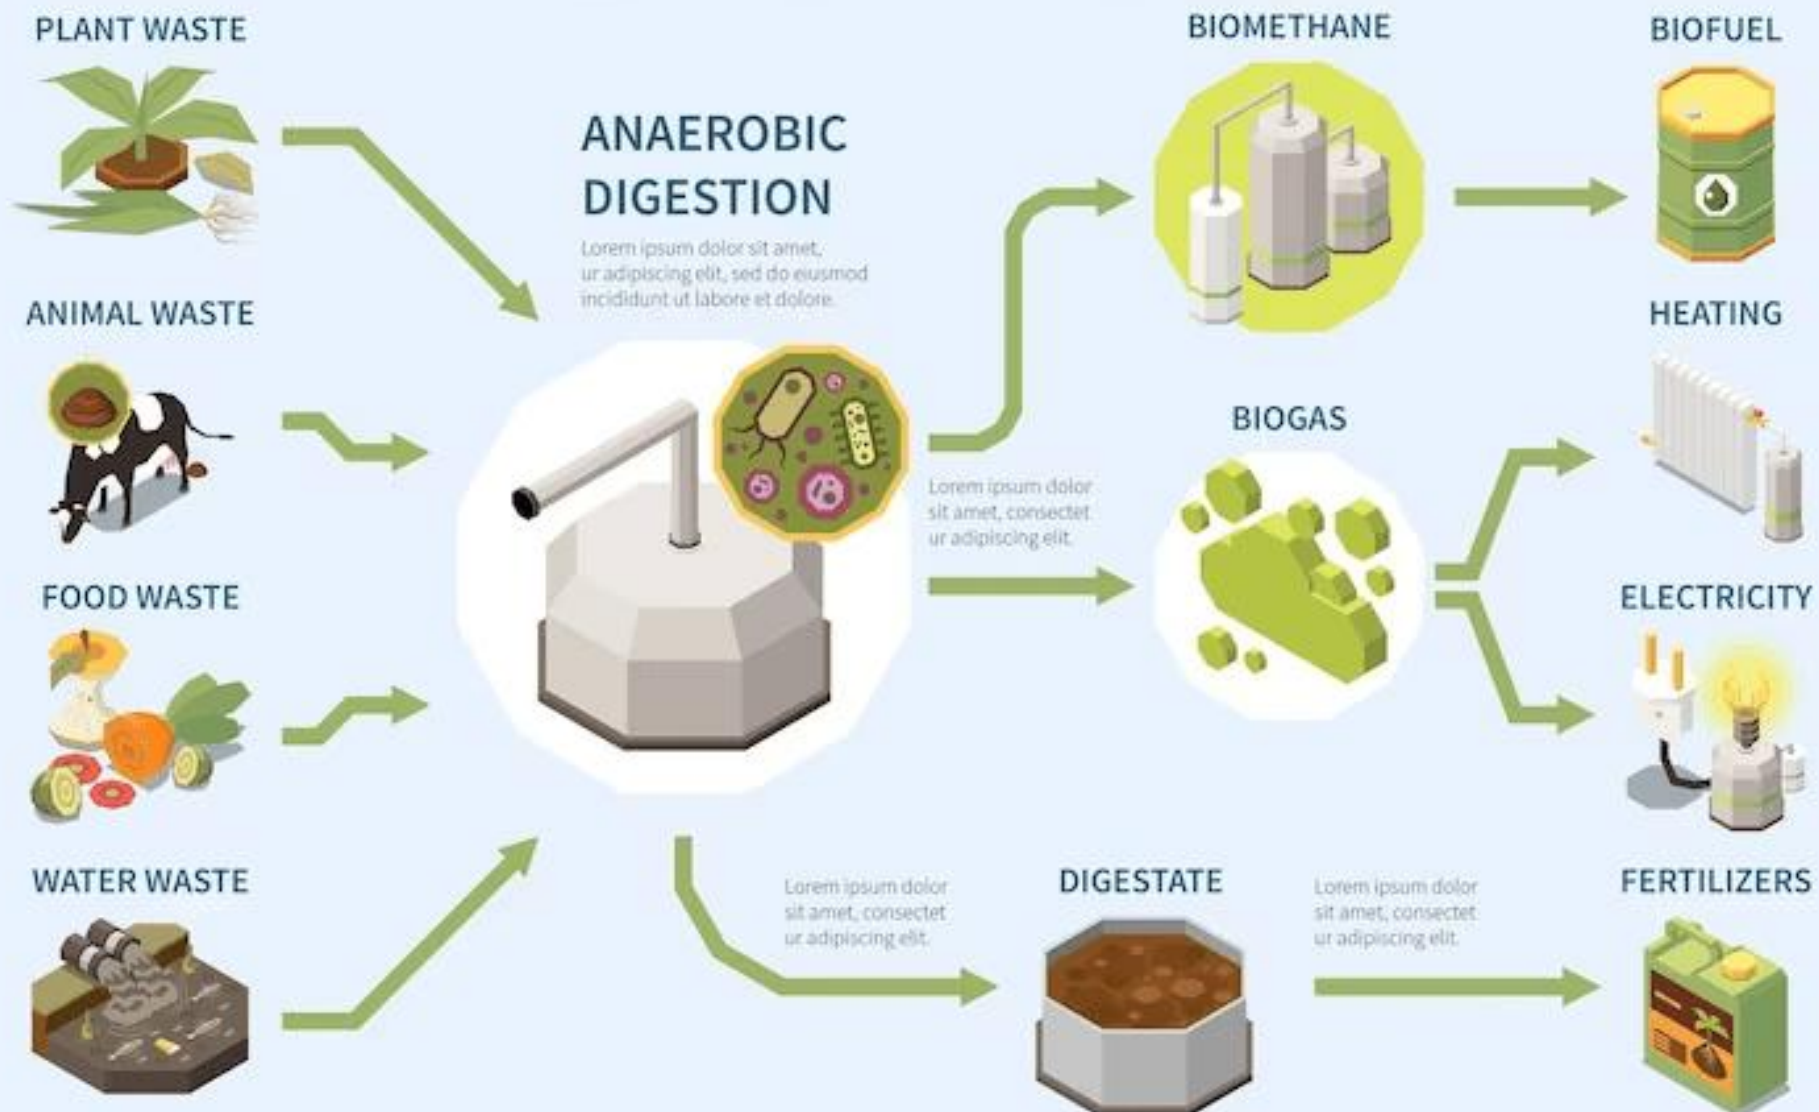 PLANT WASTE
ANIMAL WASTE
FOOD WASTE
WATER WASTE
ANAEROBIC
DIGESTION
Lorem ipsum dolor sit amet,
ur adipiscing elit, sed do eiusmod
incididunt ut labore et dolore.
Lorem ipsum dolor
sit amet, consectet
ur adipiscing elit.
BIOMETHANE
BIOGAS
BIOFUEL
HEATING
ELECTRICITY
Lorem ipsum dolor
sit amet, consectet
ur adipiscing elit.
DIGESTATE
Lorem ipsum dolor
sit amet, consectet
ur adipiscing elit.
FERTILIZERS